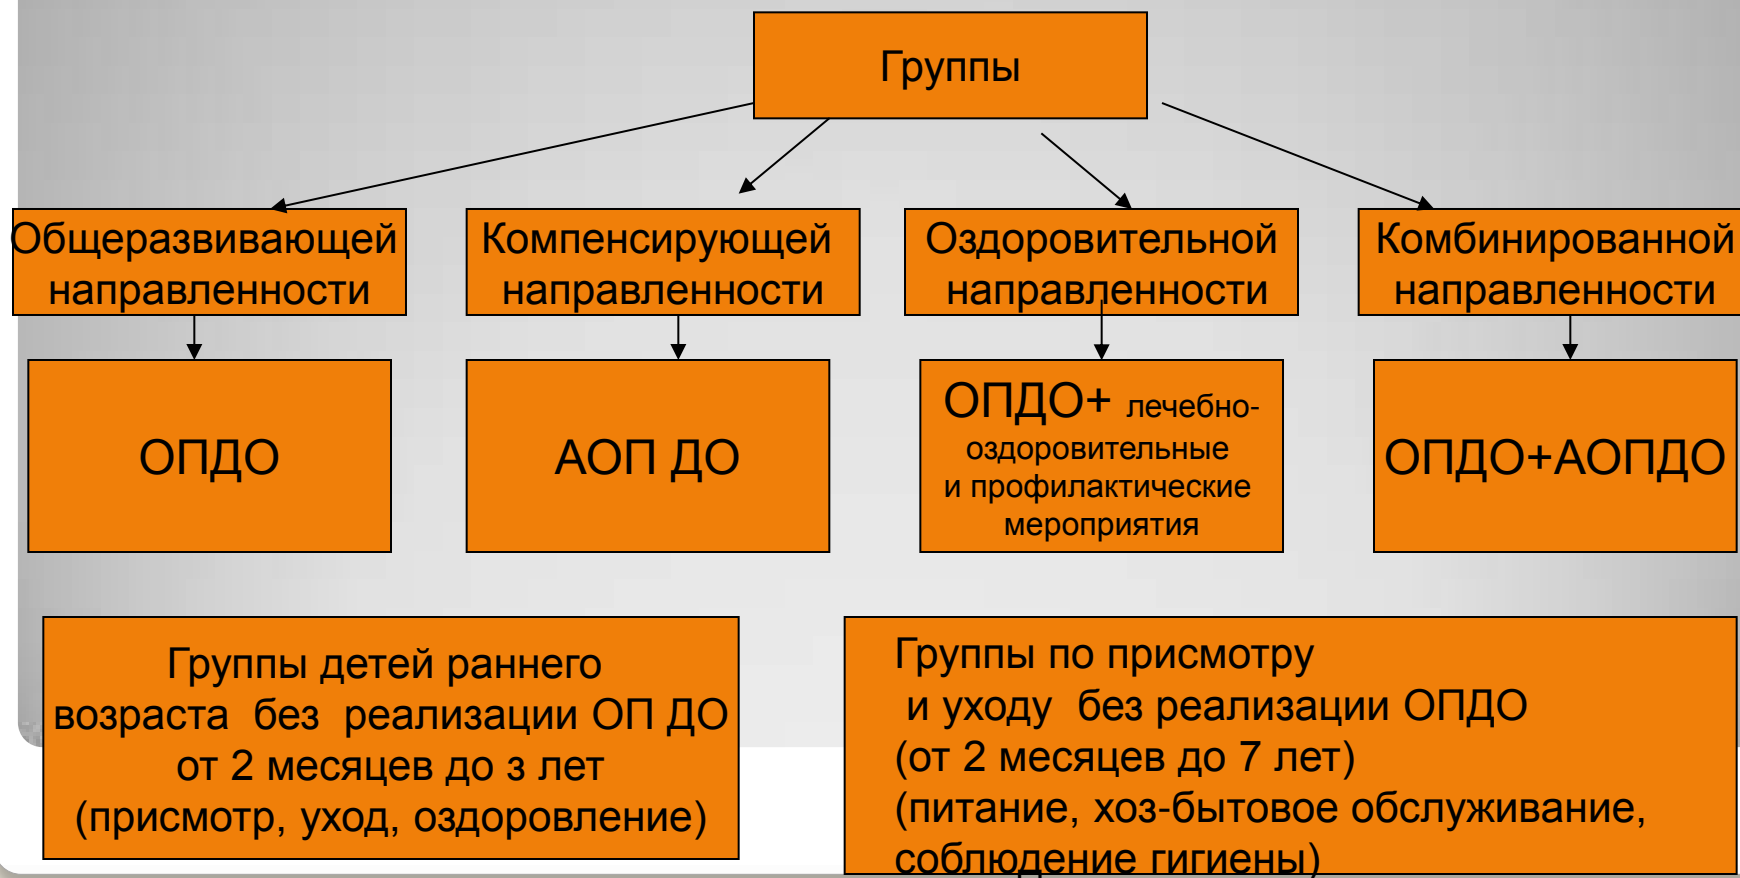 Группы
Общеразвивающей
направленности
Компенсирующей
направленности
Оздоровительной
направленности
Комбинированной
направленности
ОПДО
АОП ДО
ОПДО+ лечебно-
оздоровительные
и профилактические
мероприятия
ОПДО+АОПДО
Группы детей раннего
возраста без реализации ОП ДО
от 2 месяцев до з лет
(присмотр, уход, оздоровление)
Группы по присмотру
и уходу без реализации ОПДО
(от 2 месяцев до 7 лет)
(питание, хоз-бытовое обслуживание,
соблюдение гигиены)